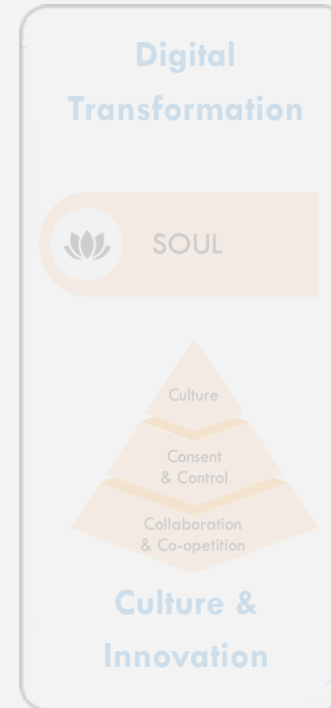 Digital
Transformation
SOUL
Culture
Consent
& Control
Collaboration
& Co-opetition
Culture &
Innovation